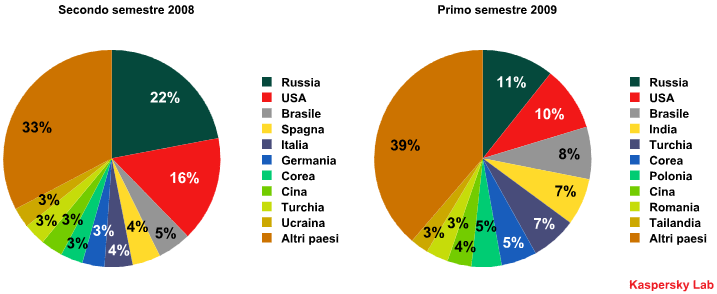 Secondo semestre 2008
22%
16%
5%
4%
4%
3%
3%
3%
3%
3%
33%
Russia
USA
Brasile
Spagna
Italia
Germania
Corea
Cina
Turchia
Ucraina
Altri paesi
Primo semestre 2009
11%
10%
8%
7%
7%
5%
5%
4%
3%
3%
39%
Russia
USA
Brasile
India
Turchia
Corea
Polonia
Cina
Romania
Tailandia
Altri paesi
Kaspersky Lab